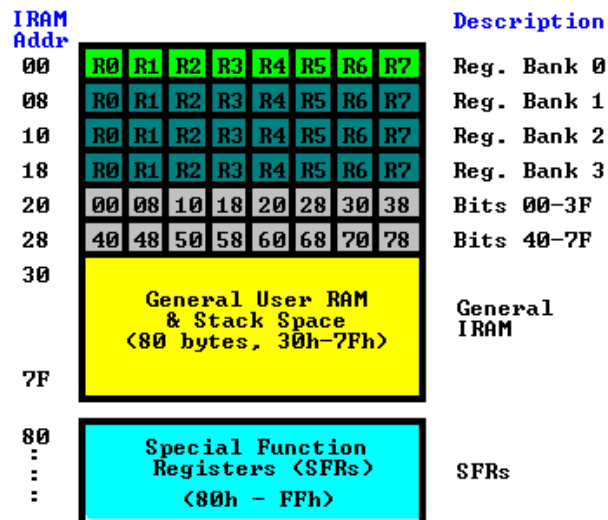 IRAM Addr Description
00 R0 R1 R2 R3 R4 R5 R6 R7 Reg. Bank 0
08 R0 R1 R2 R3 R4 R5 R6 R7 Reg. Bank 1
10 R0 R1 R2 R3 R4 R5 R6 R7 Reg. Bank 2
18 R0 R1 R2 R3 R4 R5 R6 R7 Reg. Bank 3
20 00 08 10 18 20 28 30 38 Bits 00-3F
28 40 48 50 58 60 68 70 78 Bits 40-7F
30
General User RAM
& Stack Space
(80 bytes, 30h-7Fh)
General
IRAM
7F
80
:
:
:
Special Function
Registers (SFRs)
(80h - FFh)
SFRs